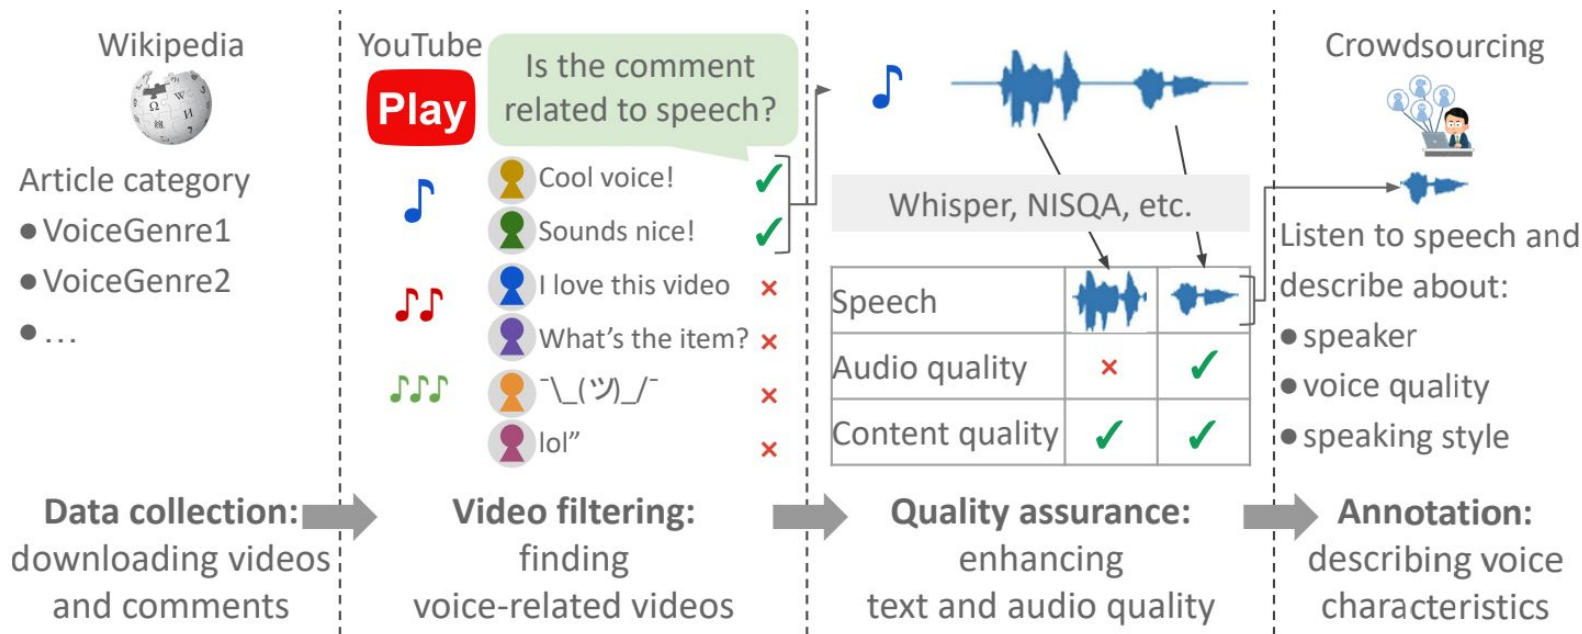 Wikipedia
Article category
● VoiceGenre1
● VoiceGenre2
● ...
Data collection:
downloading videos
and comments
YouTube
Play
Is the comment
related to speech?
Cool voice!
Sounds nice!
I love this video
What's the item?
¯\_(ツ)_/¯
lol”
Video filtering:
finding
voice-related videos
Whisper, NISQA, etc.
Speech
Audio quality
Content quality
Quality assurance:
enhancing
text and audio quality
Crowdsourcing
Listen to speech and
describe about:
● speaker
● voice quality
● speaking style
Annotation:
describing voice
characteristics